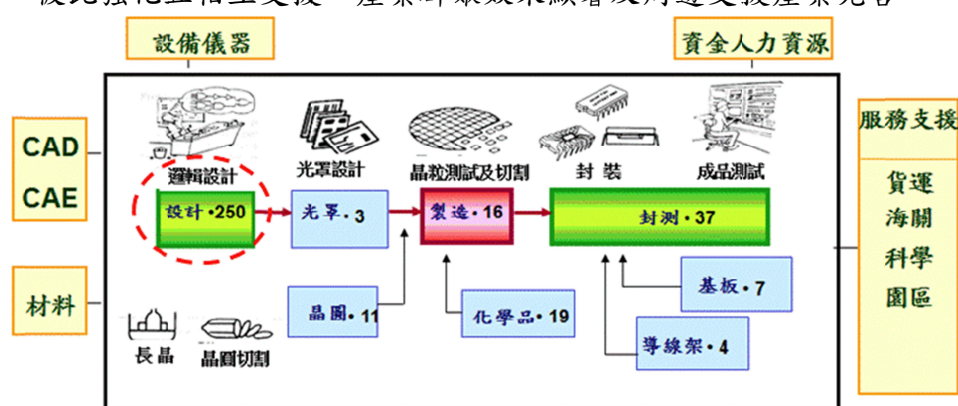 設備儀器
資金人力資源
CAD
CAE
材料
服務支援
貨運
海關
科學
園區
邏輯設計
光罩設計
晶粒測試及切割
封 裝
成品測試
設計•250
光罩•3
製造•16
封測•37
晶圓•11
化學品•19
基板•7
導線架•4
長晶
晶圓切割